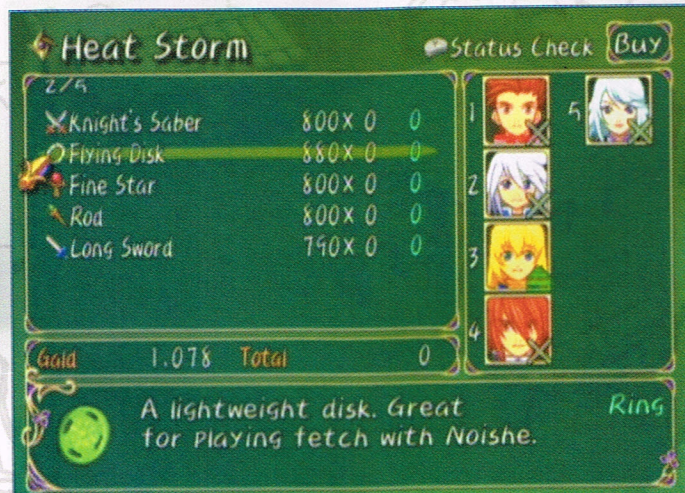 Heat Storm
Status Check
Buy
2/5
Knight's Saber 800X 0 0
Flying Disk 880X 0 0
Fine Star 800X 0 0
Rod 800X 0 0
Long Sword 790X 0 0
1
2
3
4
5
Gald 1.078 Total 0
A lightweight disk. Great
for playing fetch with Noishe.
Ring